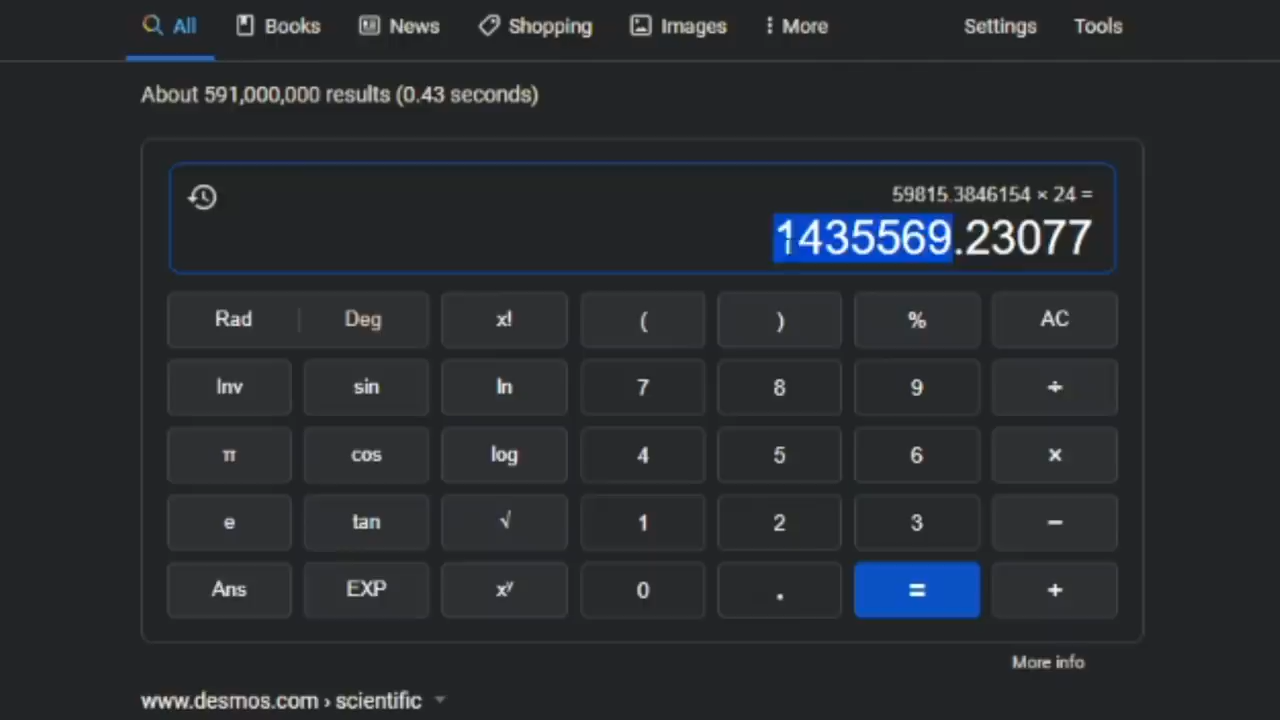 All Books News Shopping Images More Settings Tools
About 591,000,000 results (0.43 seconds)
59815.3846154 × 24 =
1435569.23077
Rad Deg x! ( ) % AC
Inv sin ln 7 8 9 ÷
π cos log 4 5 6 ×
e tan √ 1 2 3 −
Ans EXP xʸ 0 . = +
More info
www.desmos.com › scientific